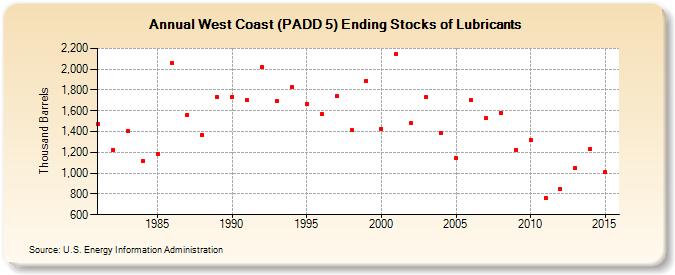 Annual West Coast (PADD 5) Ending Stocks of Lubricants
Thousand Barrels
2,200
2,000
1,800
1,600
1,400
1,200
1,000
800
600
1985 1990 1995 2000 2005 2010 2015
Source: U.S. Energy Information Administration